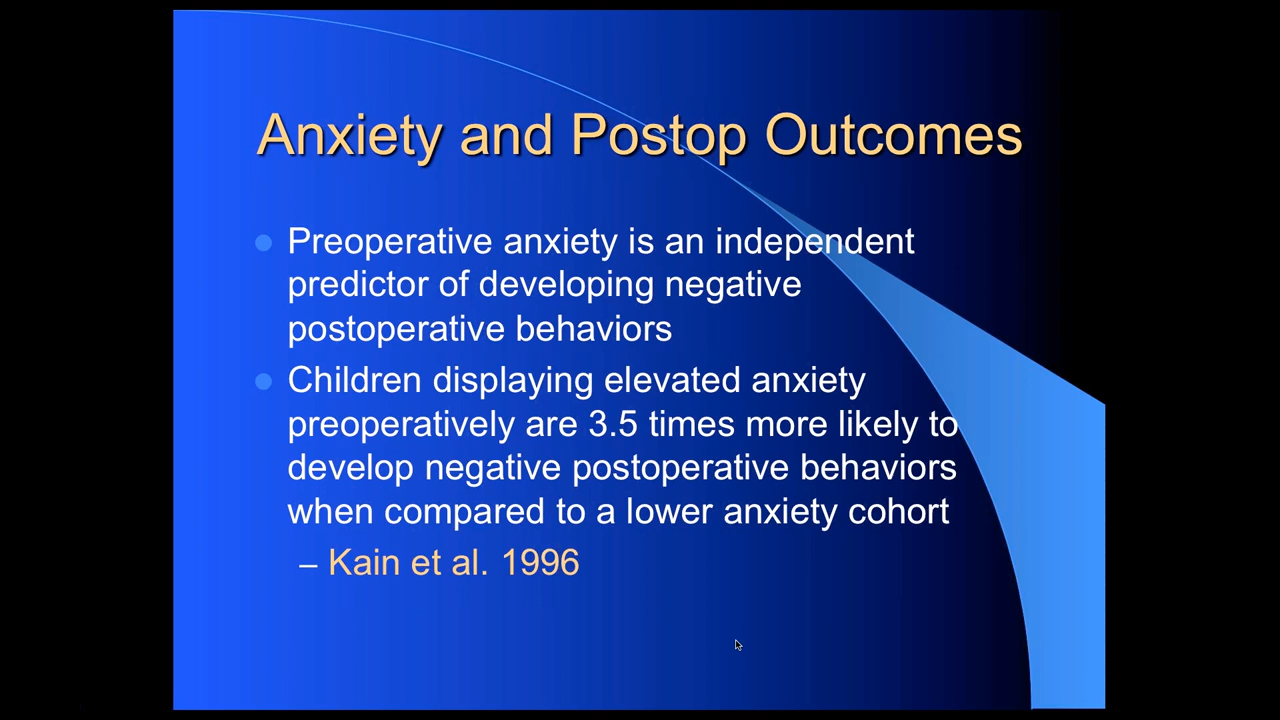 Anxiety and Postop Outcomes
Preoperative anxiety is an independent
predictor of developing negative
postoperative behaviors
Children displaying elevated anxiety
preoperatively are 3.5 times more likely to
develop negative postoperative behaviors
when compared to a lower anxiety cohort
– Kain et al. 1996